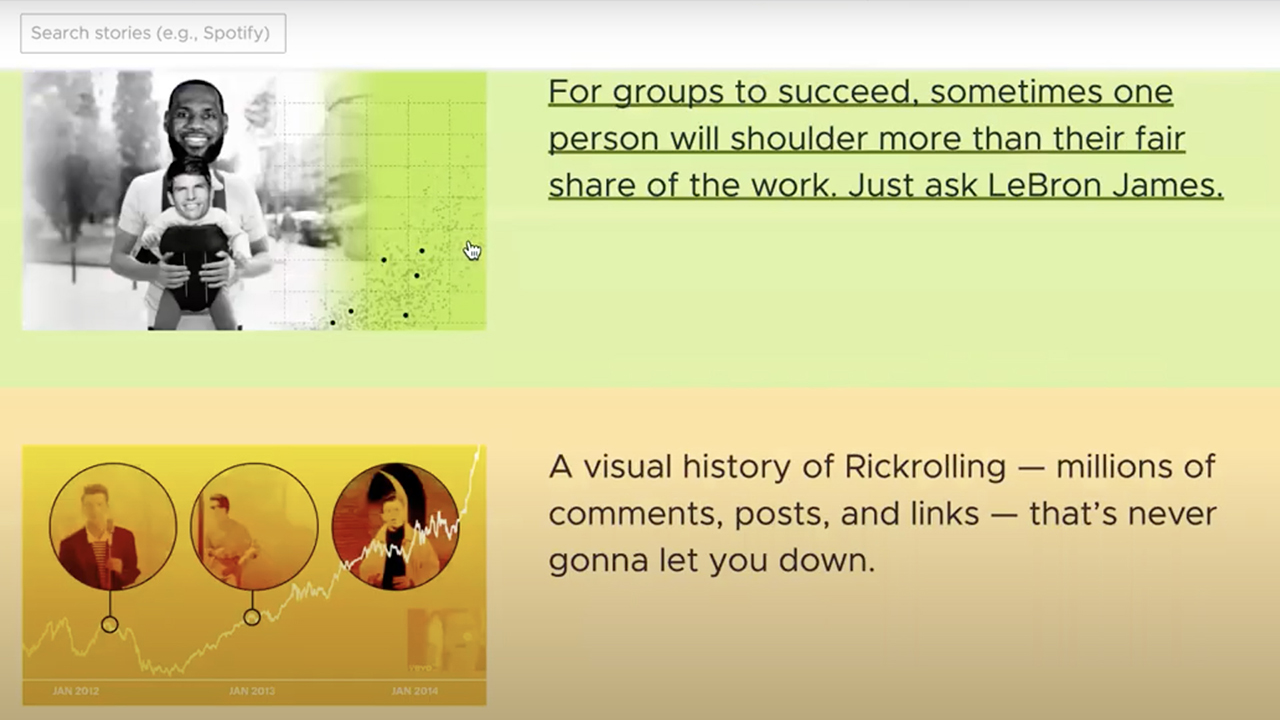 Search stories (e.g., Spotify)
For groups to succeed, sometimes one
person will shoulder more than their fair
share of the work. Just ask LeBron James.
A visual history of Rickrolling — millions of
comments, posts, and links — that’s never
gonna let you down.
JAN 2012
JAN 2013
JAN 2014